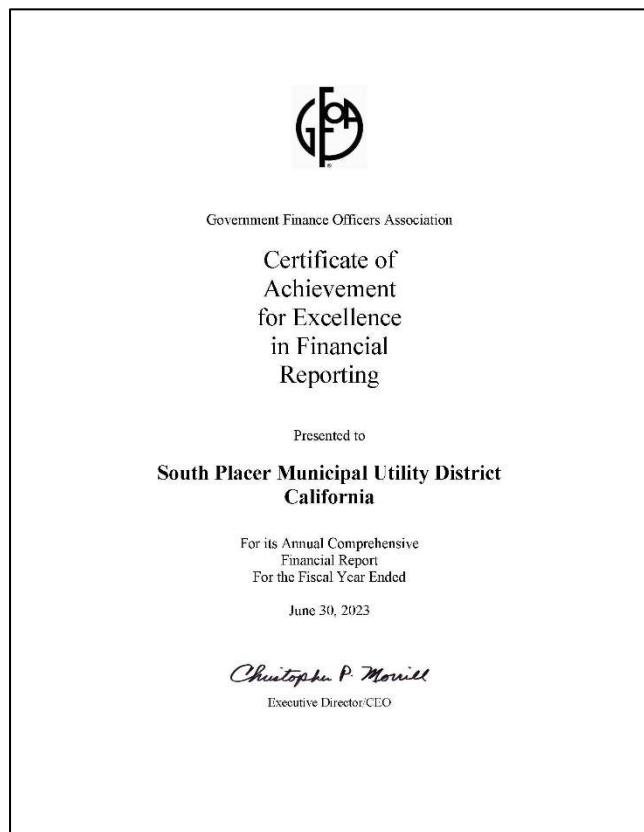 GFOA
Government Finance Officers Association
Certificate of
Achievement
for Excellence
in Financial
Reporting
Presented to
South Placer Municipal Utility District
California
For its Annual Comprehensive
Financial Report
For the Fiscal Year Ended
June 30, 2023
Christopher P. Morrill
Executive Director/CEO